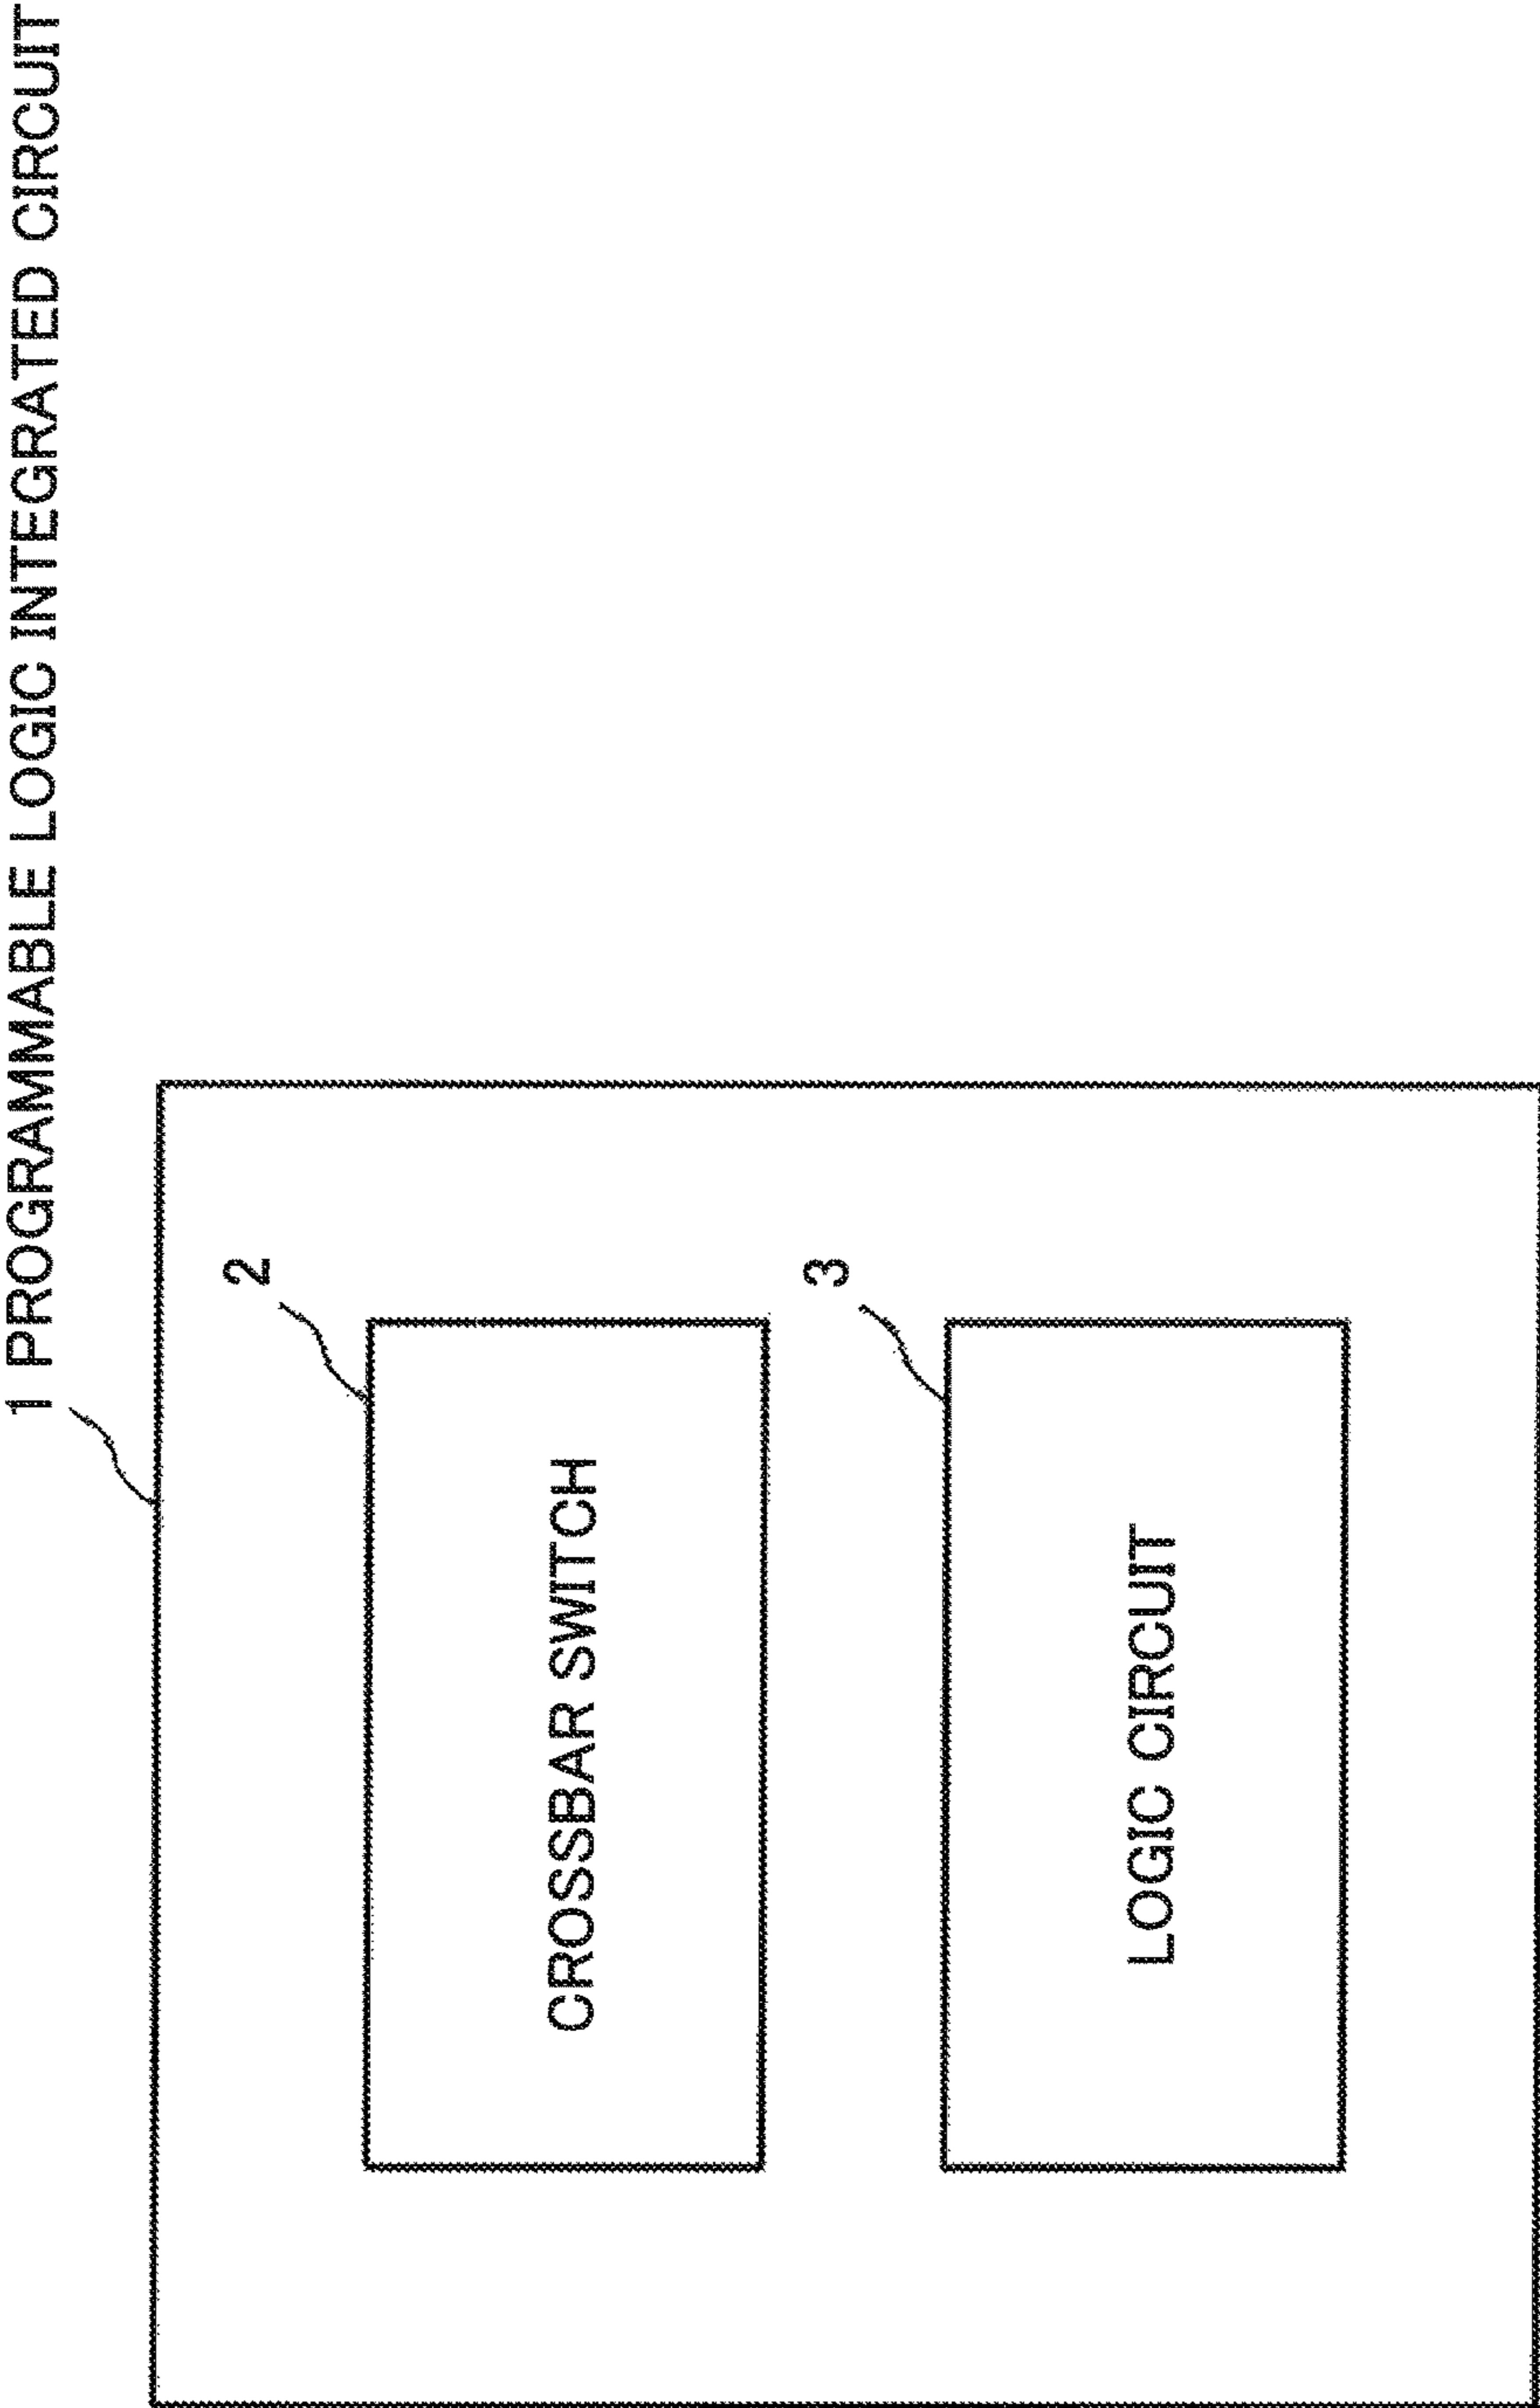 1 PROGRAMMABLE LOGIC INTEGRATED CIRCUIT
2
CROSSBAR SWITCH
3
LOGIC CIRCUIT